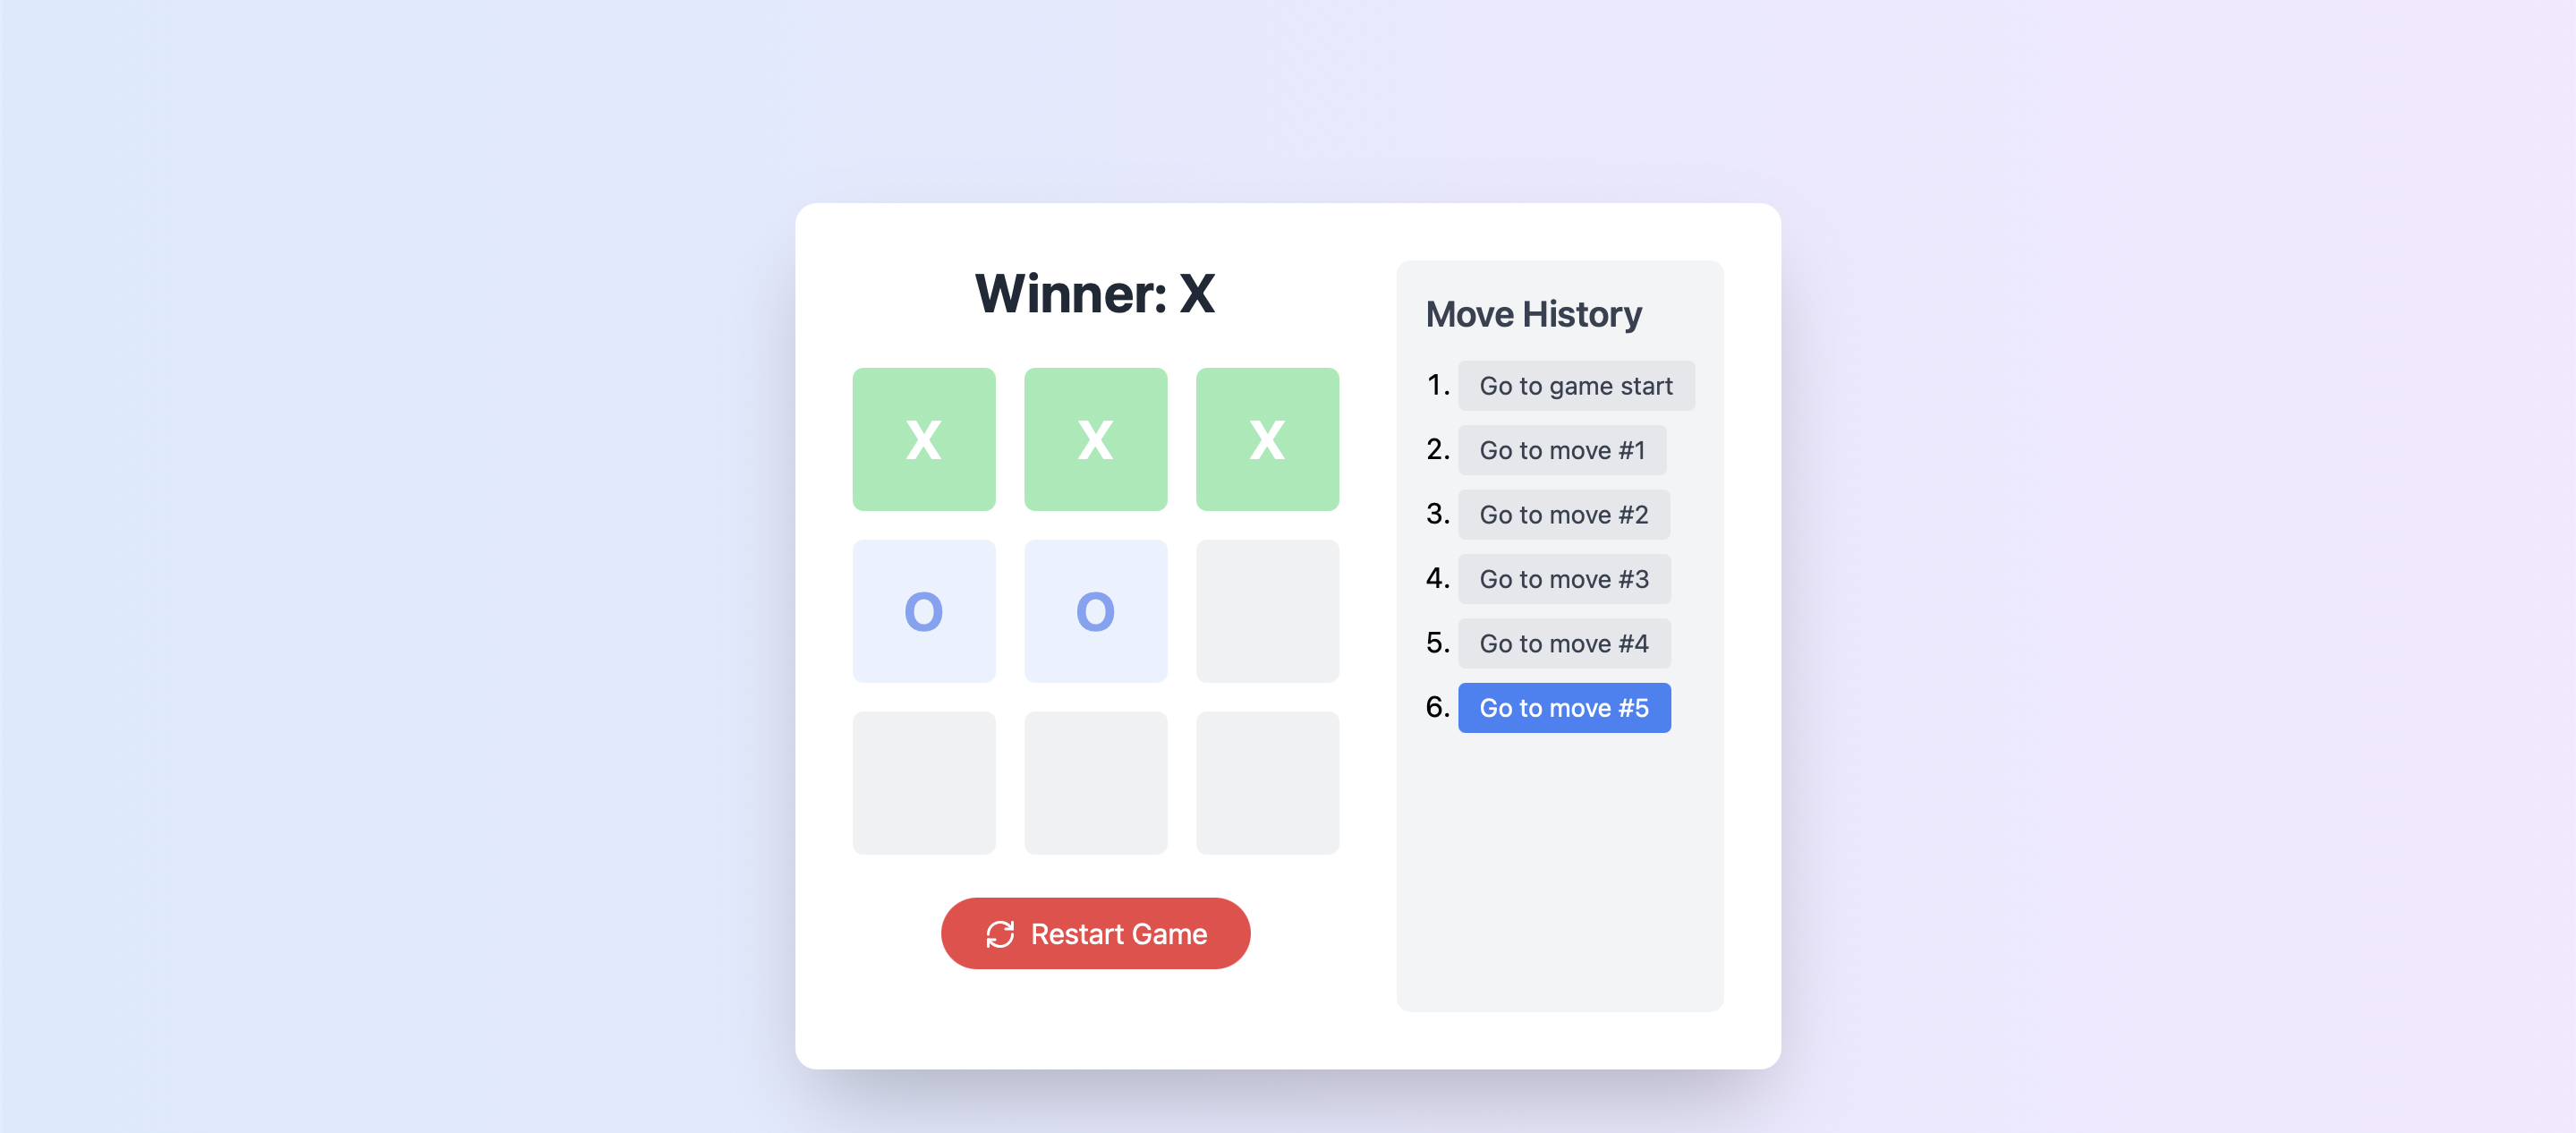 Winner: X
X X X
O O
Restart Game
Move History
1. Go to game start
2. Go to move #1
3. Go to move #2
4. Go to move #3
5. Go to move #4
6. Go to move #5